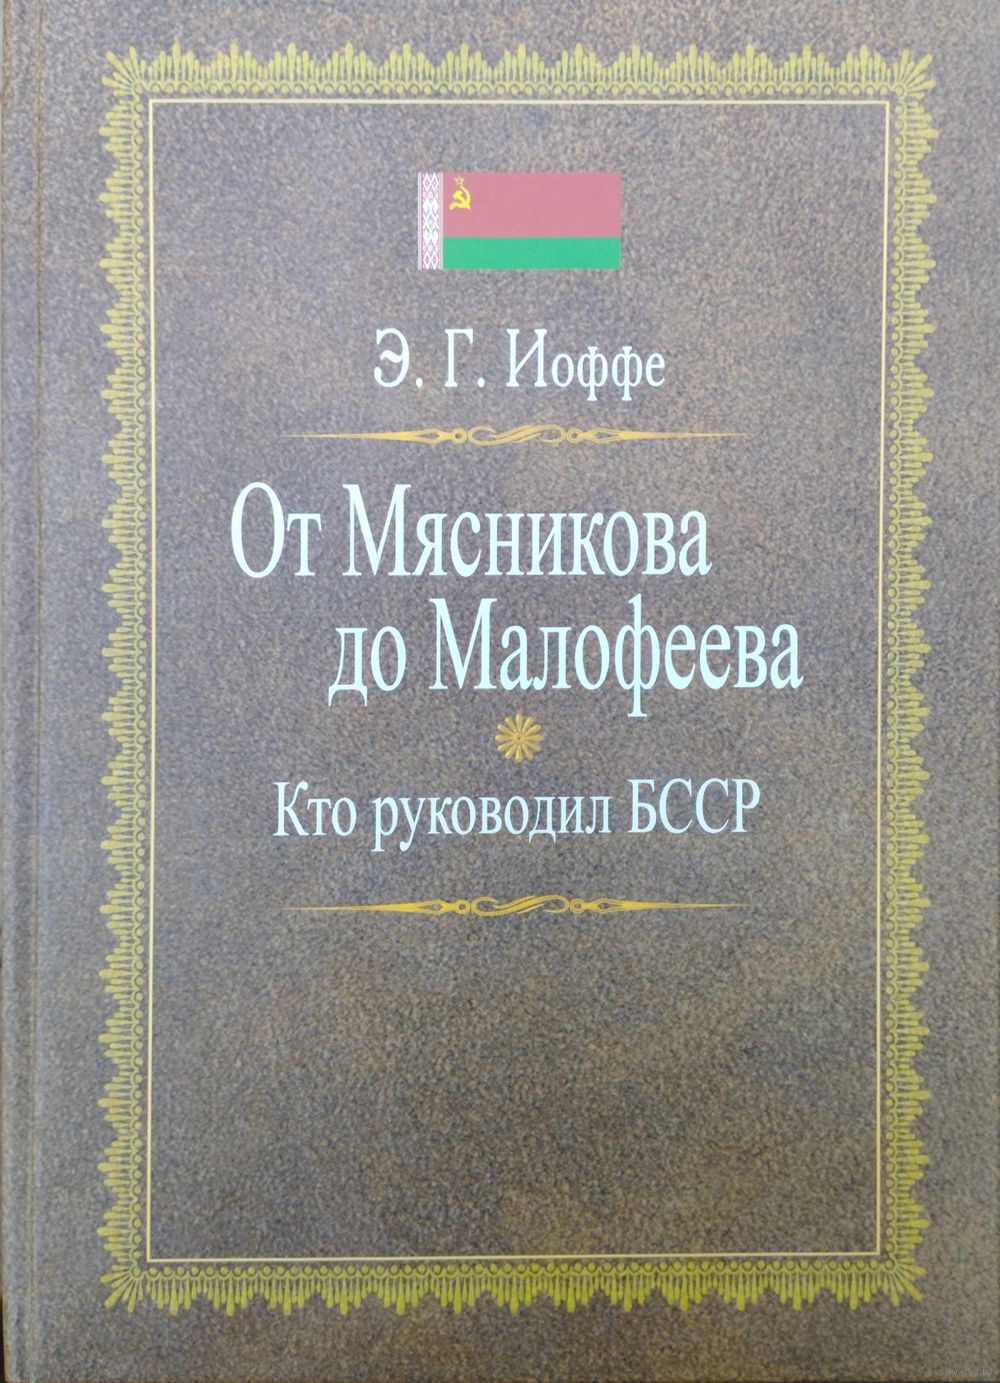 Э. Г. Иоффе
От Мясникова
до Малофеева
Кто руководил БССР